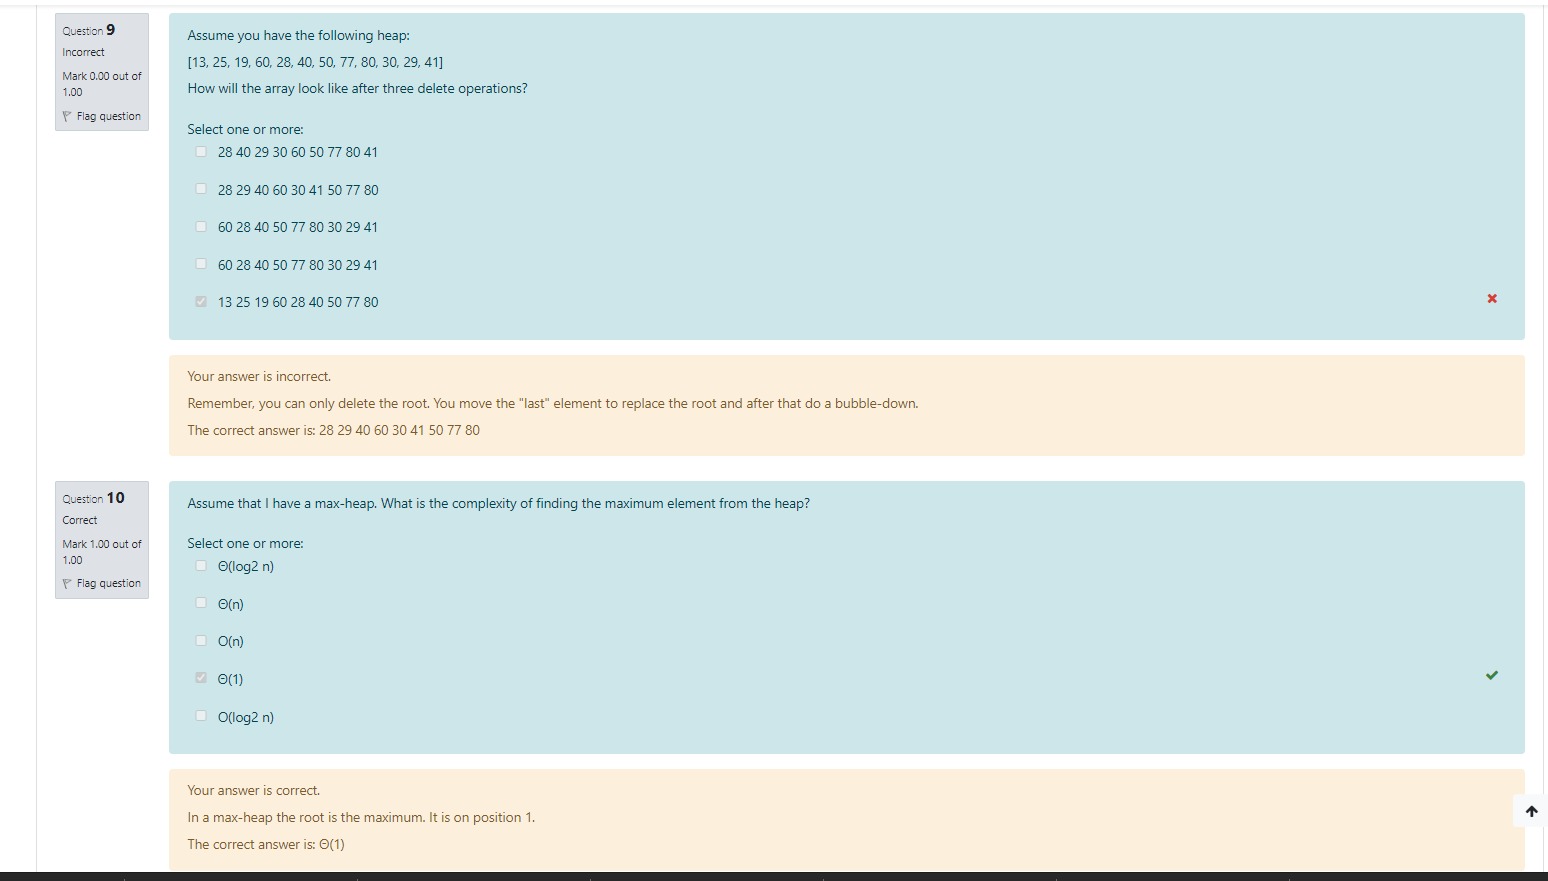 Question 9
Incorrect
Mark 0.00 out of
1.00
Flag question
Assume you have the following heap:
[13, 25, 19, 60, 28, 40, 50, 77, 80, 30, 29, 41]
How will the array look like after three delete operations?
Select one or more:
28 40 29 30 60 50 77 80 41
28 29 40 60 30 41 50 77 80
60 28 40 50 77 80 30 29 41
60 28 40 50 77 80 30 29 41
13 25 19 60 28 40 50 77 80
Your answer is incorrect.
Remember, you can only delete the root. You move the "last" element to replace the root and after that do a bubble-down.
The correct answer is: 28 29 40 60 30 41 50 77 80
Question 10
Correct
Mark 1.00 out of
1.00
Flag question
Assume that I have a max-heap. What is the complexity of finding the maximum element from the heap?
Select one or more:
Θ(log2 n)
Θ(n)
O(n)
Θ(1)
O(log2 n)
Your answer is correct.
In a max-heap the root is the maximum. It is on position 1.
The correct answer is: Θ(1)